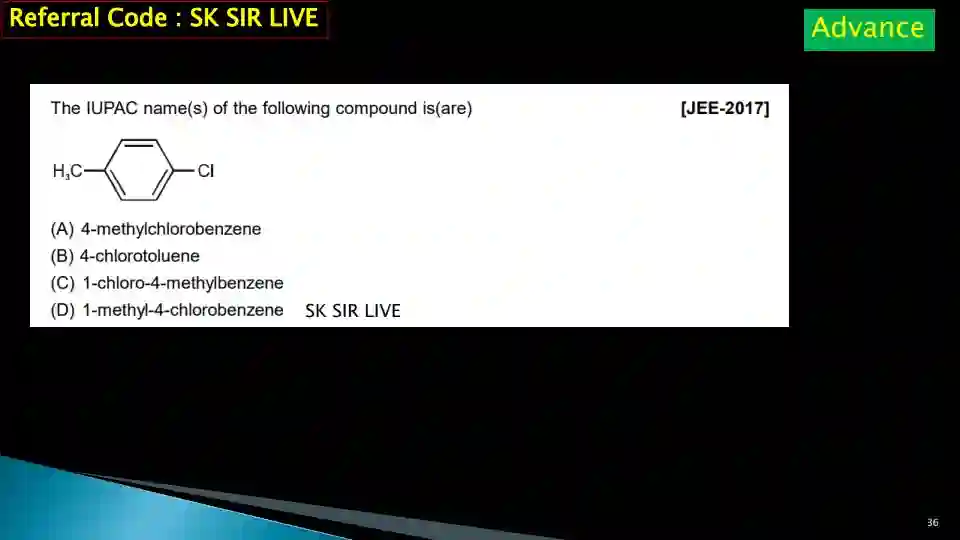 Referral Code : SK SIR LIVE
Advance
The IUPAC name(s) of the following compound is(are) [JEE-2017]
H₃C Cl
(A) 4-methylchlorobenzene
(B) 4-chlorotoluene
(C) 1-chloro-4-methylbenzene
(D) 1-methyl-4-chlorobenzene SK SIR LIVE
36